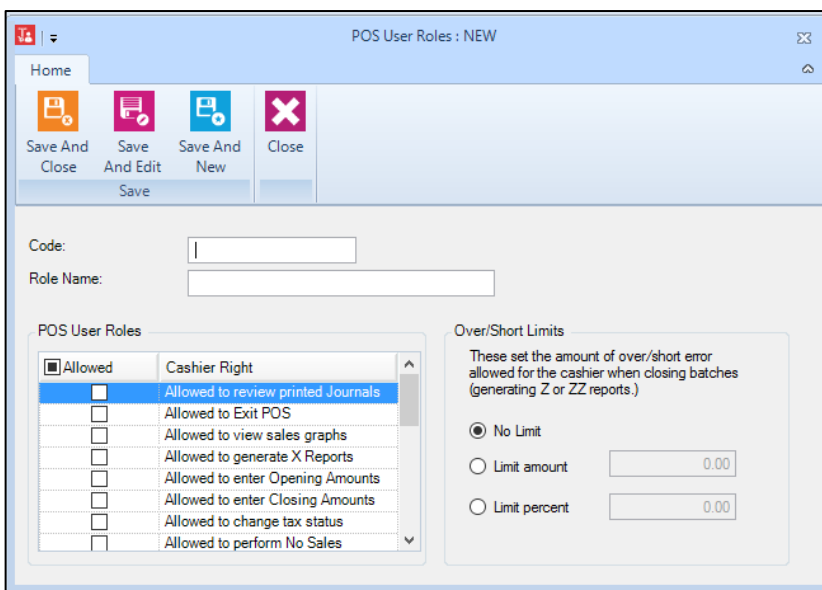 POS User Roles : NEW
Home
Save And Close
Save And Edit
Save And New
Close
Save
Code:
Role Name:
POS User Roles
Allowed Cashier Right
Allowed to review printed Journals
Allowed to Exit POS
Allowed to view sales graphs
Allowed to generate X Reports
Allowed to enter Opening Amounts
Allowed to enter Closing Amounts
Allowed to change tax status
Allowed to perform No Sales
Over/Short Limits
These set the amount of over/short error
allowed for the cashier when closing batches
(generating Z or ZZ reports.)
No Limit
Limit amount 0.00
Limit percent 0.00